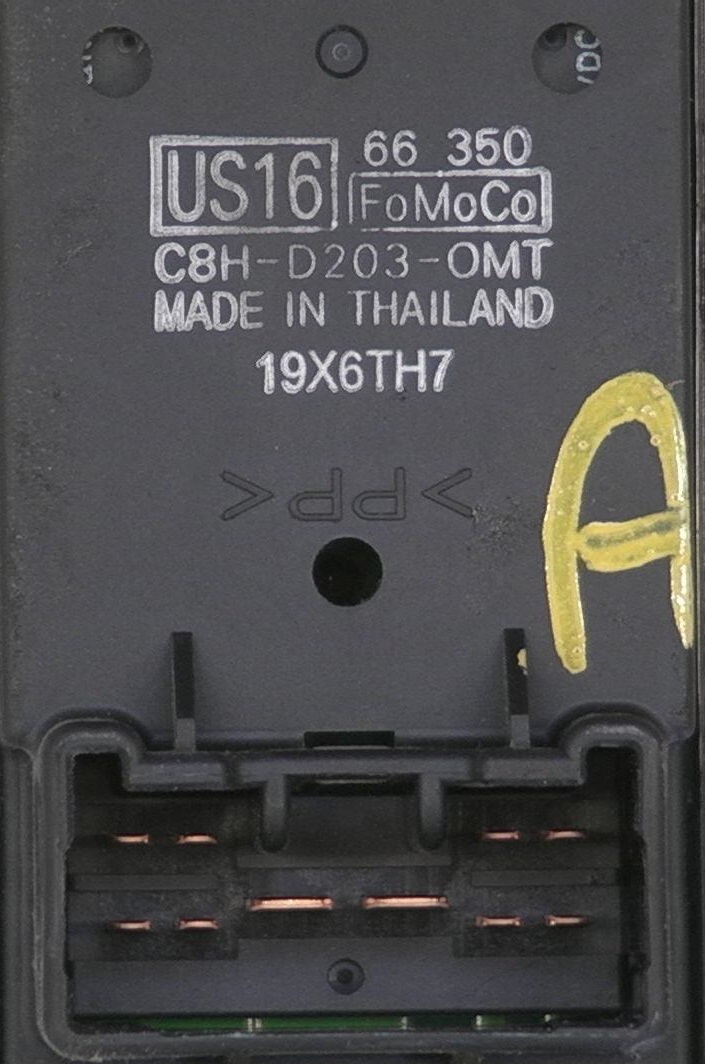 US16 66 350
FoMoCo
C8H-D203-OMT
MADE IN THAILAND
19X6TH7
>PP<
A